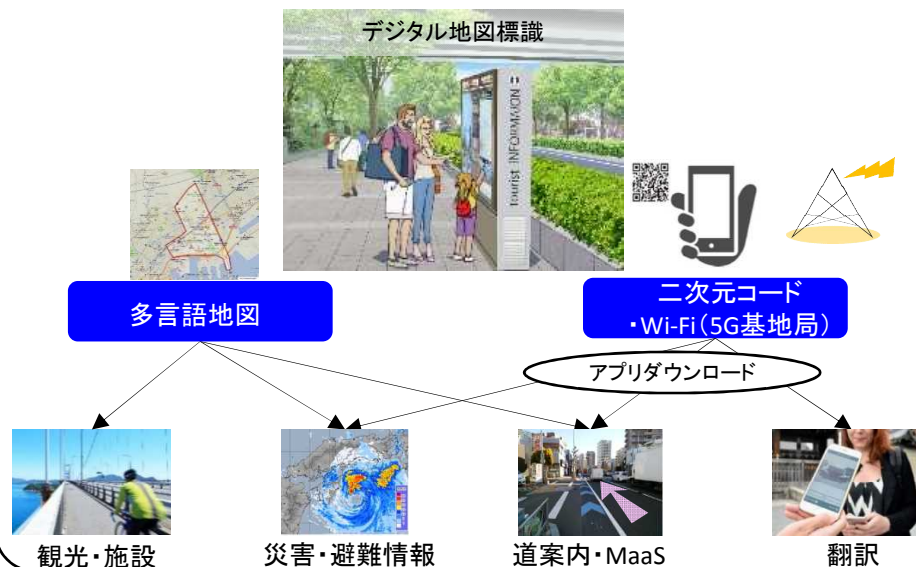 デジタル地図標識
tourist INFORMAION
多言語地図
二次元コード
・Wi-Fi(5G基地局)
アプリダウンロード
観光・施設
災害・避難情報
道案内・MaaS
翻訳